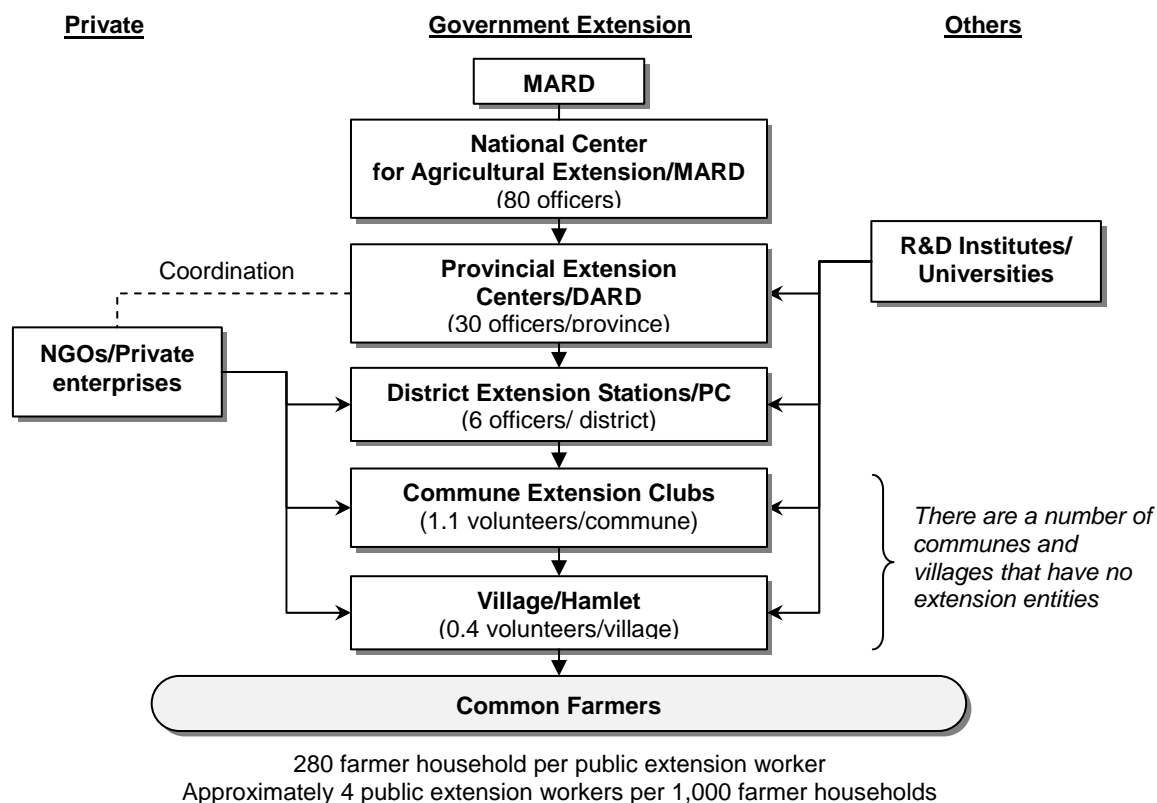 Private
Government Extension
Others
MARD
National Center
for Agricultural Extension/MARD
(80 officers)
Provincial Extension
Centers/DARD
(30 officers/province)
Coordination
R&D Institutes/
Universities
NGOs/Private
enterprises
District Extension Stations/PC
(6 officers/ district)
Commune Extension Clubs
(1.1 volunteers/commune)
Village/Hamlet
(0.4 volunteers/village)
There are a number of
communes and
villages that have no
extension entities
Common Farmers
280 farmer household per public extension worker
Approximately 4 public extension workers per 1,000 farmer households